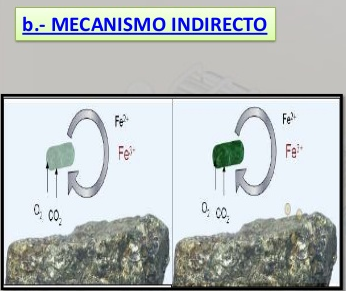 b.- MECANISMO INDIRECTO
Fe²⁺
Fe³⁺
O₂ CO₂
Fe²⁺
Fe³⁺
O₂ CO₂